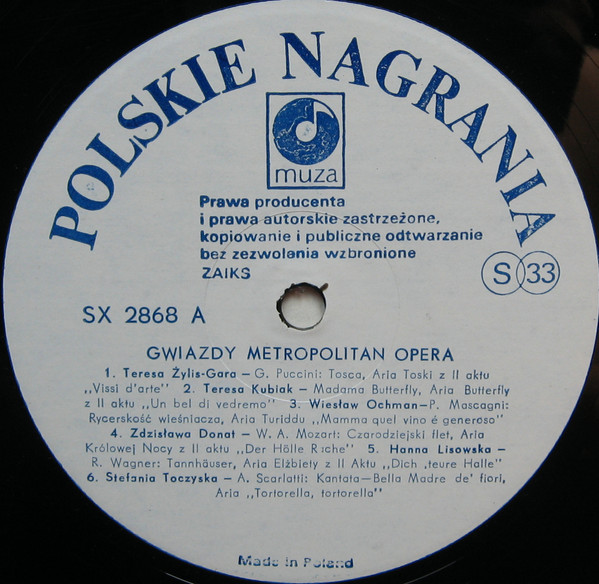 POLSKIE NAGRANIA
muza
Prawa producenta
i prawa autorskie zastrzeżone,
kopiowanie i publiczne odtwarzanie
bez zezwolenia wzbronione
ZAIKS
S 33
SX 2868 A
GWIAZDY METROPOLITAN OPERA
1. Teresa Żylis-Gara – G. Puccini: Tosca, Aria Toski z II aktu
„Vissi d'arte" 2. Teresa Kubiak – Madama Butterfly, Aria Butterfly
z II aktu „Un bel di vedremo" 3. Wiesław Ochman – P. Mascagni:
Rycerskość wieśniacza, Aria Turiddu „Mamma quel vino é generoso"
4. Zdzisława Donat – W. A. Mozart: Czarodziejski flet, Aria
Królowej Nocy z II aktu „Der Hölle Rache" 5. Hanna Lisowska –
R. Wagner: Tannhäuser, Aria Elżbiety z II Aktu „Dich ,teure Halle"
6. Stefania Toczyska – A. Scarlatti: Kantata – Bella Madre de' fiori,
Aria „Tortorella, tortorella"
Made in Poland